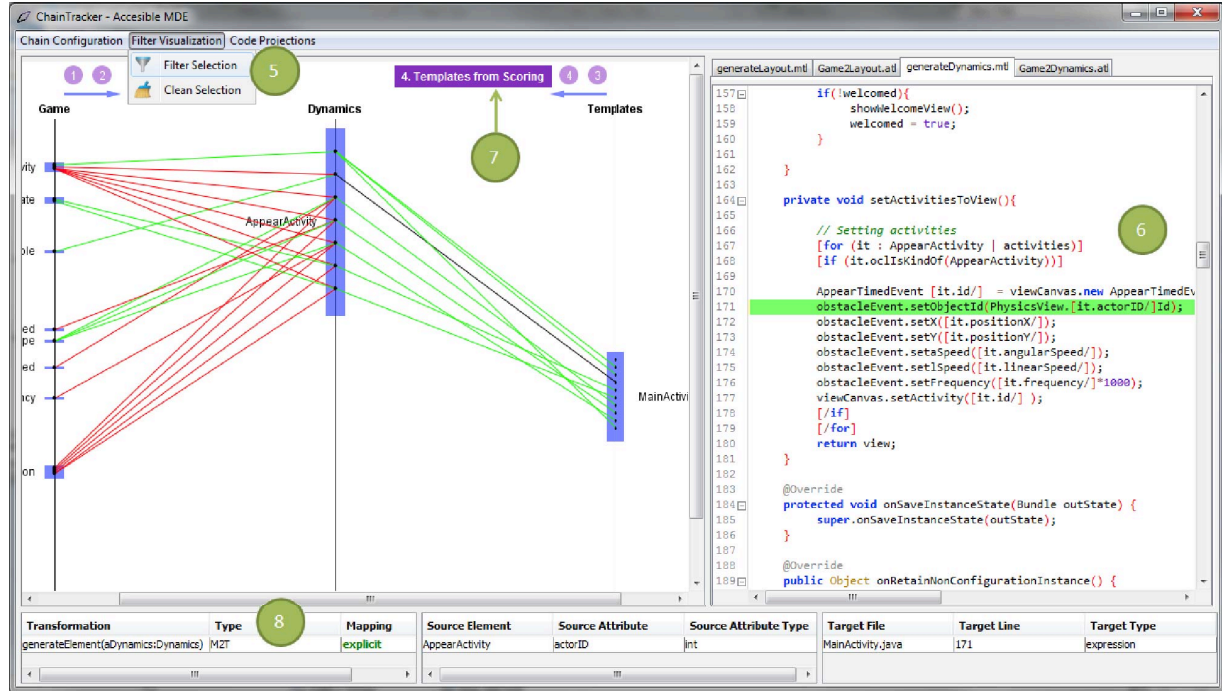 ChainTracker - Accesible MDE
Chain Configuration Filter Visualization Code Projections
Filter Selection
Clean Selection
5
1 2
4. Templates from Scoring
4 3
Game
Dynamics
Templates
7
vity
ate
AppearActivity
ble
ed
pe
ed
ncy
MainActivi
on
generateLayout.mtl Game2Layout.atl generateDynamics.mtl Game2Dynamics.atl
157 if(!welcomed){
158 showWelcomeView();
159 welcomed = true;
160 }
161
162 }
163
164 private void setActivitiesToView(){
165
166 // Setting activities
167 [for (it : AppearActivity | activities)]
168 [if (it.oclIsKindOf(AppearActivity))]
169
170 AppearTimedEvent [it.id/] = viewCanvas.new AppearTimedEv
171 obstacleEvent.setObjectId(PhysicsView.[it.actorID/]Id);
172 obstacleEvent.setX([it.positionX/]);
173 obstacleEvent.setY([it.positionY/]);
174 obstacleEvent.setaSpeed([it.angularSpeed/]);
175 obstacleEvent.setlSpeed([it.linearSpeed/]);
176 obstacleEvent.setFrequency([it.frequency/]*1000);
177 viewCanvas.setActivity([it.id/] );
178 [/if]
179 [/for]
180 return view;
181 }
182
183 @Override
184 protected void onSaveInstanceState(Bundle outState) {
185 super.onSaveInstanceState(outState);
186 }
187
188 @Override
189 public Object onRetainNonConfigurationInstance() {
6
Transformation Type Mapping
generateElement(aDynamics:Dynamics) M2T explicit
8
Source Element Source Attribute Source Attribute Type
AppearActivity actorID int
Target File Target Line Target Type
MainActivity.java 171 expression